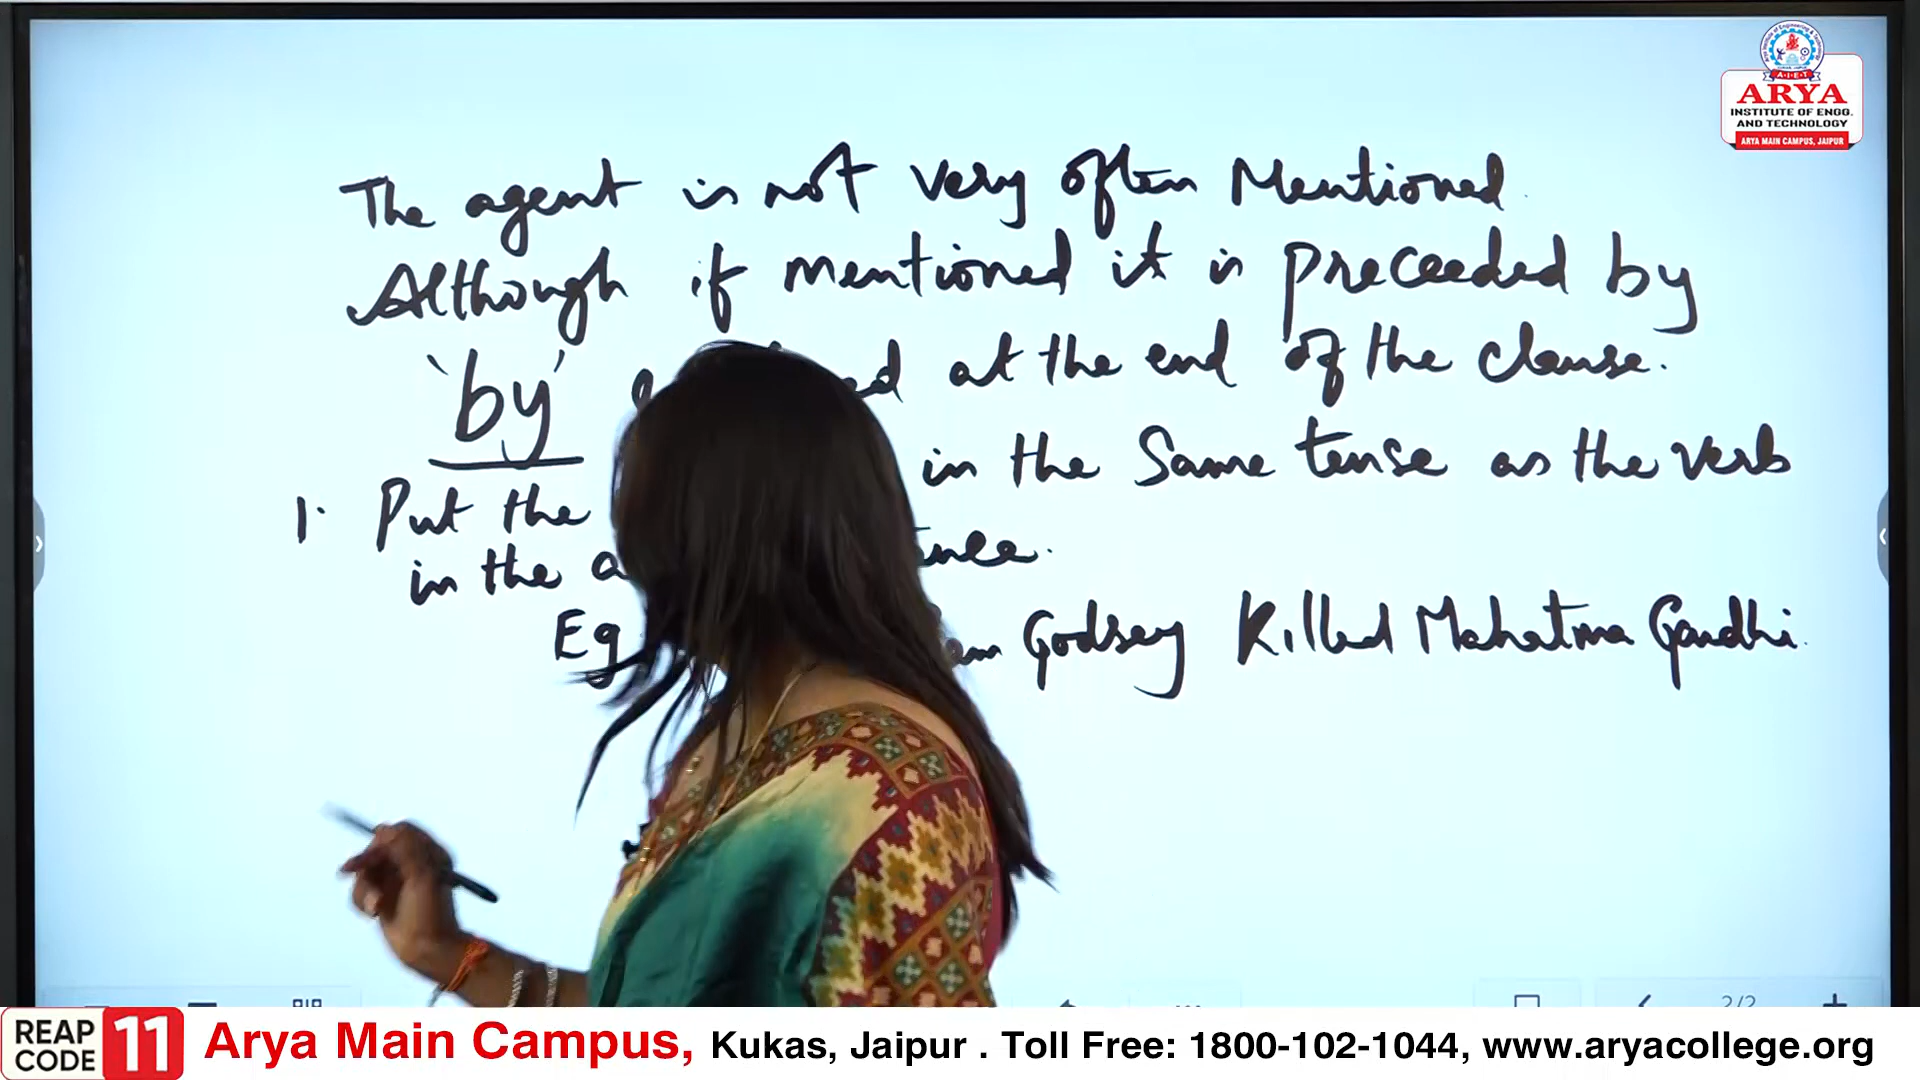 ARYA
INSTITUTE OF ENGG.
AND TECHNOLOGY
ARYA MAIN CAMPUS, JAIPUR
A·I·E·T
The agent is not very often Mentioned.
Although if mentioned it is preceeded by
'by' at the end of the clause.
in the Same tense as the verb
1. Put the
in the
Eg Godsey Killed Mahatma Gandhi.
2/2
REAP CODE 11
Arya Main Campus, Kukas, Jaipur . Toll Free: 1800-102-1044, www.aryacollege.org